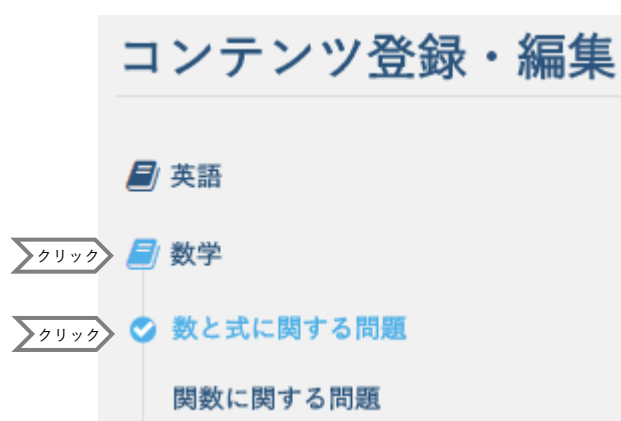 コンテンツ登録・編集
英語
クリック
数学
クリック
数と式に関する問題
関数に関する問題